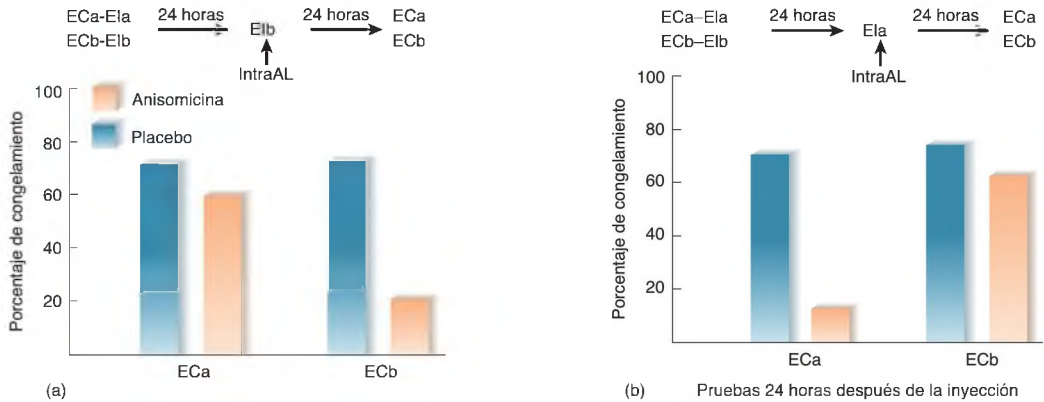 ECa-EIa 24 horas EIb 24 horas ECa
ECb-EIb ECb
IntraAL
Porcentaje de congelamiento
100
80
60
40
20
Anisomicina
Placebo
ECa ECb
(a)
ECa–EIa 24 horas EIa 24 horas ECa
ECb–EIb ECb
IntraAL
Porcentaje de congelamiento
100
80
60
40
20
ECa ECb
(b) Pruebas 24 horas después de la inyección